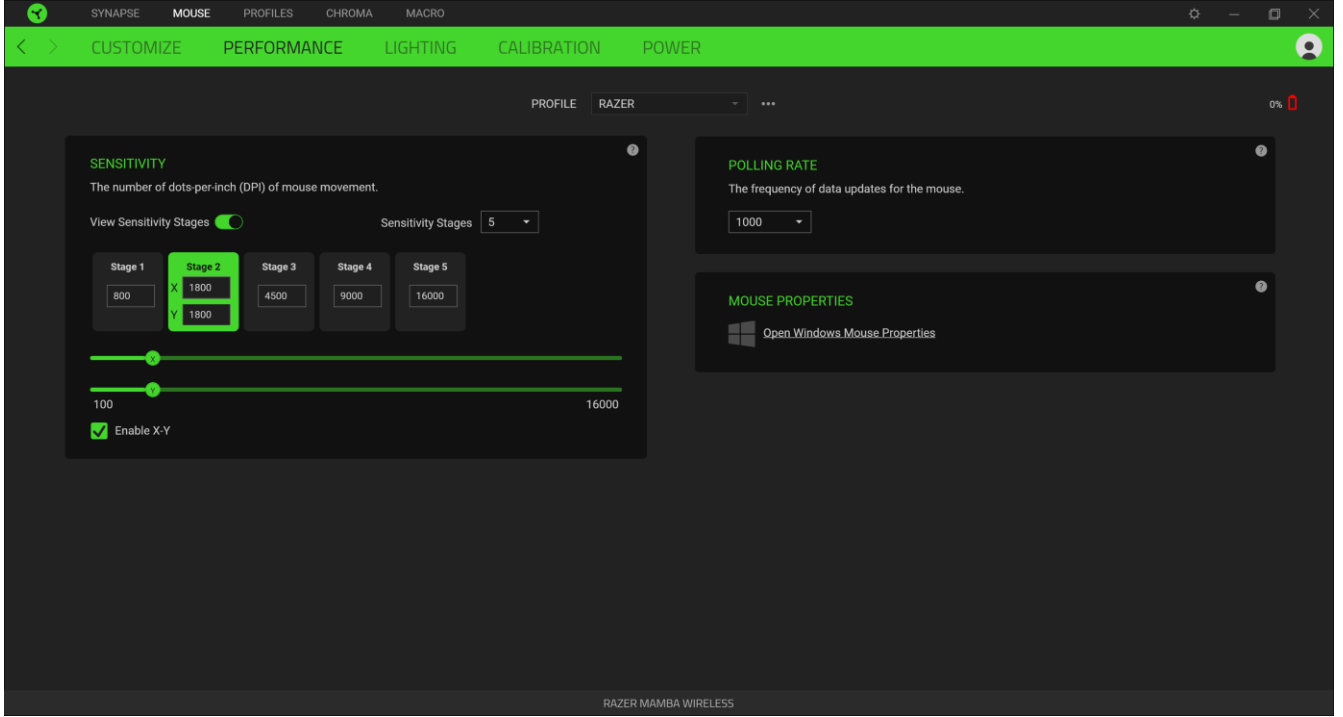 SYNAPSE MOUSE PROFILES CHROMA MACRO
CUSTOMIZE PERFORMANCE LIGHTING CALIBRATION POWER
PROFILE RAZER
0%
SENSITIVITY
The number of dots-per-inch (DPI) of mouse movement.
View Sensitivity Stages Sensitivity Stages 5
Stage 1 Stage 2 Stage 3 Stage 4 Stage 5
800 X 1800 4500 9000 16000
Y 1800
X
Y
100 16000
Enable X-Y
POLLING RATE
The frequency of data updates for the mouse.
1000
MOUSE PROPERTIES
Open Windows Mouse Properties
RAZER MAMBA WIRELESS